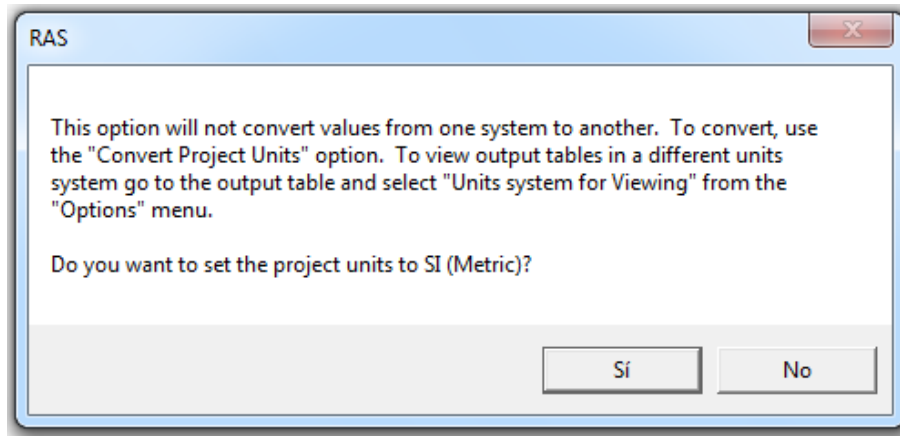 RAS
This option will not convert values from one system to another.  To convert, use
the "Convert Project Units" option.  To view output tables in a different units
system go to the output table and select "Units system for Viewing" from the
"Options" menu.
Do you want to set the project units to SI (Metric)?
Sí
No